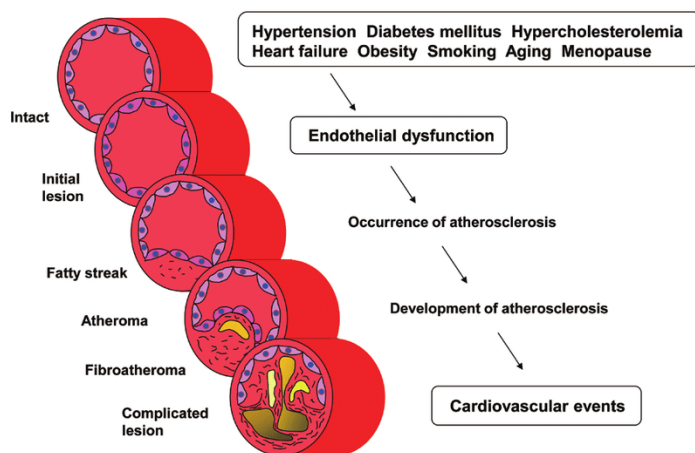 Hypertension Diabetes mellitus Hypercholesterolemia
Heart failure Obesity Smoking Aging Menopause
Intact
Endothelial dysfunction
Initial
lesion
Occurrence of atherosclerosis
Fatty streak
Development of atherosclerosis
Atheroma
Fibroatheroma
Complicated
lesion
Cardiovascular events